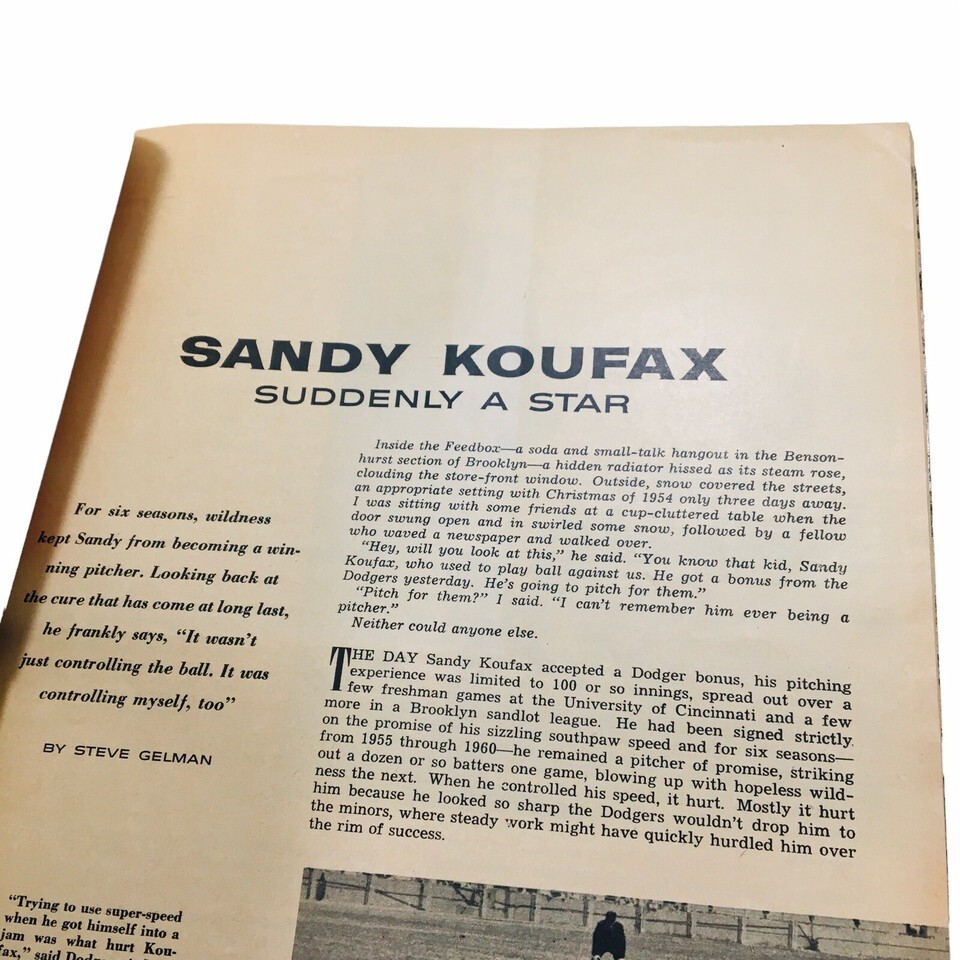 SANDY KOUFAX
SUDDENLY A STAR
For six seasons, wildness
kept Sandy from becoming a win-
ning pitcher. Looking back at
the cure that has come at long last,
he frankly says, “It wasn’t
just controlling the ball. It was
controlling myself, too”
BY STEVE GELMAN
Inside the Feedbox—a soda and small-talk hangout in the Benson-
hurst section of Brooklyn—a hidden radiator hissed as its steam rose,
clouding the store-front window. Outside, snow covered the streets,
an appropriate setting with Christmas of 1954 only three days away.
I was sitting with some friends at a cup-cluttered table when the
door swung open and in swirled some snow, followed by a fellow
who waved a newspaper and walked over.
“Hey, will you look at this,” he said. “You know that kid, Sandy
Koufax, who used to play ball against us. He got a bonus from the
Dodgers yesterday. He’s going to pitch for them.”
“Pitch for them?” I said. “I can’t remember him ever being a
pitcher.”
Neither could anyone else.
THE DAY Sandy Koufax accepted a Dodger bonus, his pitching
experience was limited to 100 or so innings, spread out over a
few freshman games at the University of Cincinnati and a few
more in a Brooklyn sandlot league. He had been signed strictly
on the promise of his sizzling southpaw speed and for six seasons—
from 1955 through 1960—he remained a pitcher of promise, striking
out a dozen or so batters one game, blowing up with hopeless wild-
ness the next. When he controlled his speed, it hurt. Mostly it hurt
him because he looked so sharp the Dodgers wouldn’t drop him to
the minors, where steady work might have quickly hurdled him over
the rim of success.
“Trying to use super-speed
when he got himself into a
jam was what hurt Kou-
fax,” said